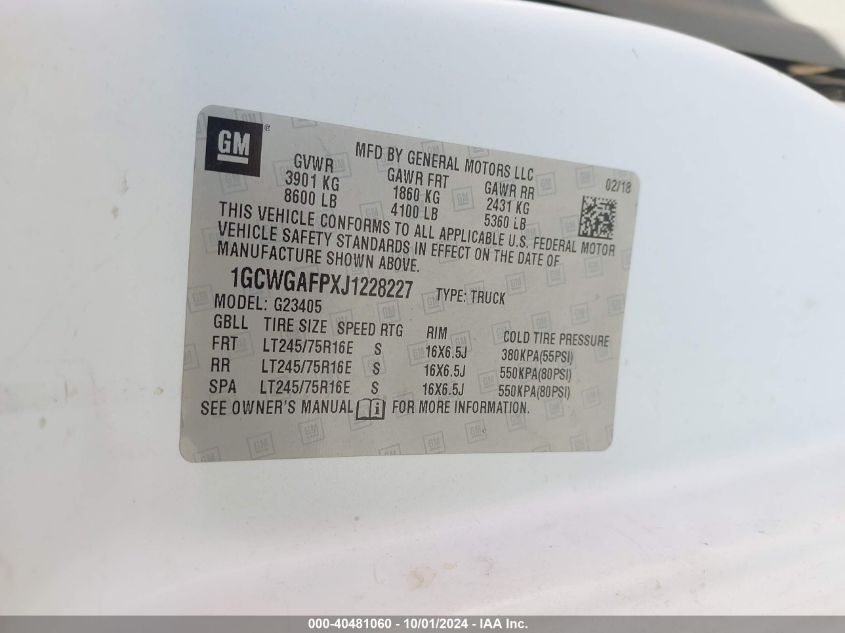 GM
MFD BY GENERAL MOTORS LLC
02/18
GVWR GAWR FRT GAWR RR
3901 KG 1860 KG 2431 KG
8600 LB 4100 LB 5360 LB
THIS VEHICLE CONFORMS TO ALL APPLICABLE U.S. FEDERAL MOTOR
VEHICLE SAFETY STANDARDS IN EFFECT ON THE DATE OF
MANUFACTURE SHOWN ABOVE.
1GCWGAFPXJ1228227 TYPE: TRUCK
MODEL: G23405
GBLL TIRE SIZE SPEED RTG RIM COLD TIRE PRESSURE
FRT LT245/75R16E S 16X6.5J 380KPA(55PSI)
RR LT245/75R16E S 16X6.5J 550KPA(80PSI)
SPA LT245/75R16E S 16X6.5J 550KPA(80PSI)
SEE OWNER'S MANUAL FOR MORE INFORMATION.
000-40481060 - 10/01/2024 - IAA Inc.